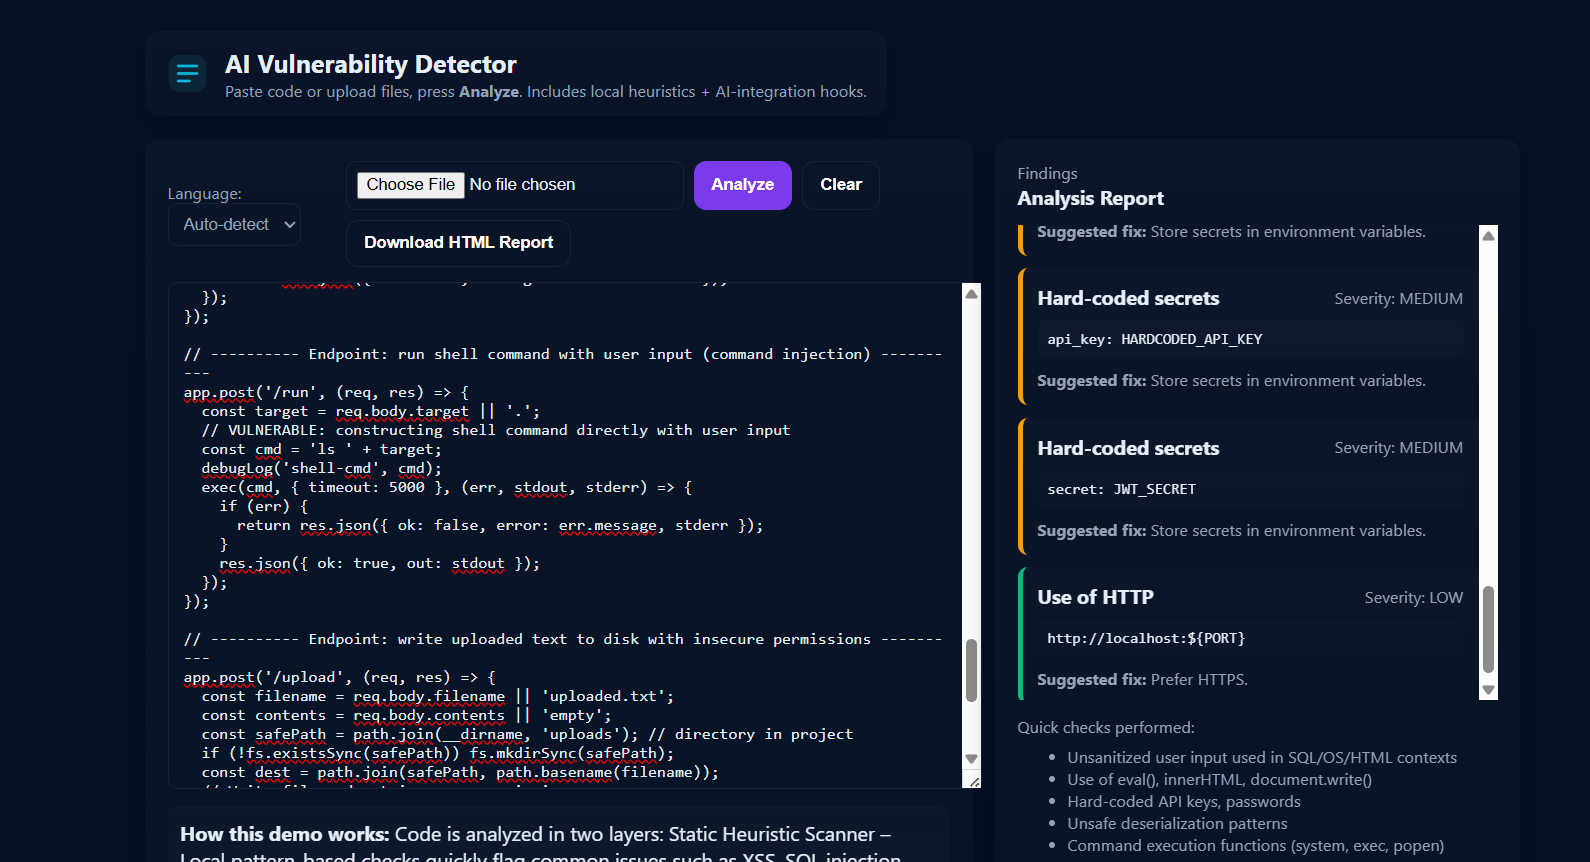 AI Vulnerability Detector
Paste code or upload files, press Analyze. Includes local heuristics + AI-integration hooks.
Language:
Auto-detect
Choose File No file chosen
Analyze
Clear
Download HTML Report
});
});
// ---------- Endpoint: run shell command with user input (command injection) -------
---
app.post('/run', (req, res) => {
const target = req.body.target || '.';
// VULNERABLE: constructing shell command directly with user input
const cmd = 'ls ' + target;
debugLog('shell-cmd', cmd);
exec(cmd, { timeout: 5000 }, (err, stdout, stderr) => {
if (err) {
return res.json({ ok: false, error: err.message, stderr });
}
res.json({ ok: true, out: stdout });
});
});
// ---------- Endpoint: write uploaded text to disk with insecure permissions -------
---
app.post('/upload', (req, res) => {
const filename = req.body.filename || 'uploaded.txt';
const contents = req.body.contents || 'empty';
const safePath = path.join(__dirname, 'uploads'); // directory in project
if (!fs.existsSync(safePath)) fs.mkdirSync(safePath);
const dest = path.join(safePath, path.basename(filename));
How this demo works: Code is analyzed in two layers: Static Heuristic Scanner –
Local pattern-based checks quickly flag common issues such as XSS, SQL injection,
Findings
Analysis Report
Suggested fix: Store secrets in environment variables.
Hard-coded secrets
Severity: MEDIUM
api_key: HARDCODED_API_KEY
Suggested fix: Store secrets in environment variables.
Hard-coded secrets
Severity: MEDIUM
secret: JWT_SECRET
Suggested fix: Store secrets in environment variables.
Use of HTTP
Severity: LOW
http://localhost:${PORT}
Suggested fix: Prefer HTTPS.
Quick checks performed:
• Unsanitized user input used in SQL/OS/HTML contexts
• Use of eval(), innerHTML, document.write()
• Hard-coded API keys, passwords
• Unsafe deserialization patterns
• Command execution functions (system, exec, popen)